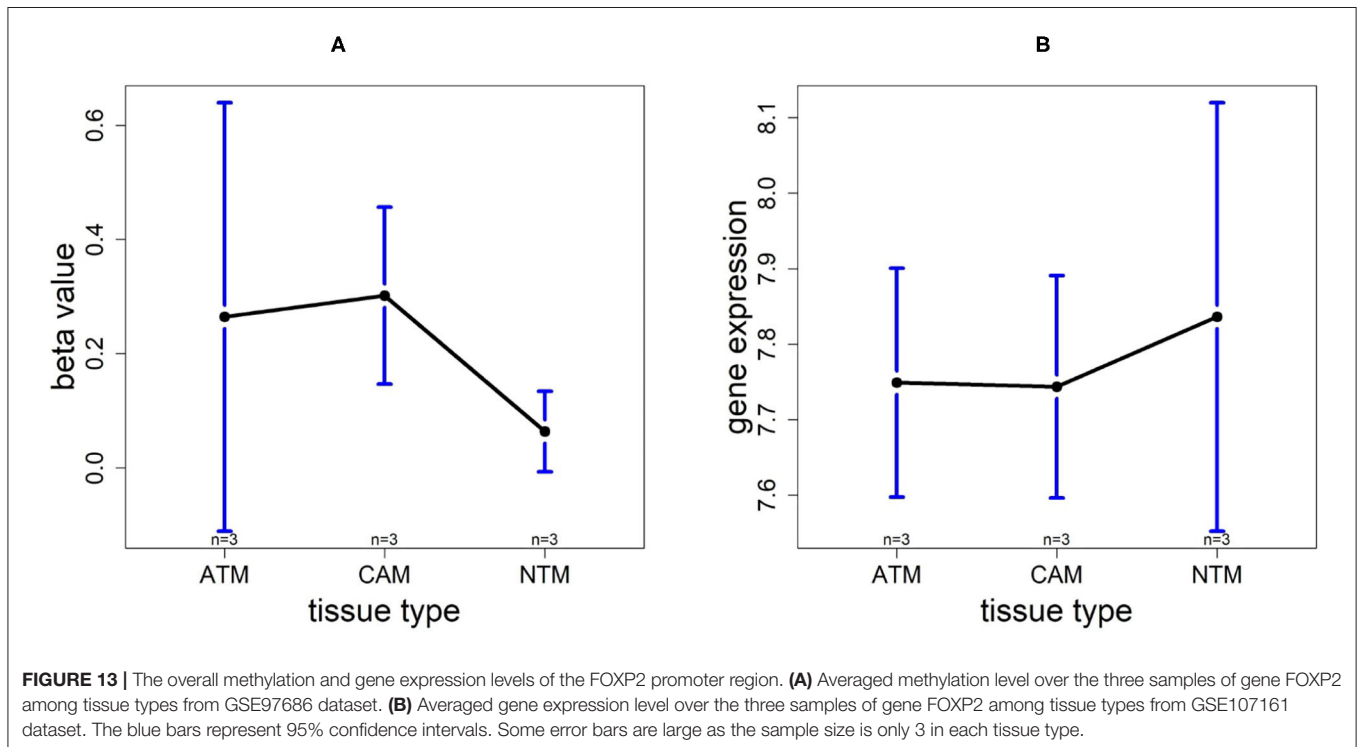 A
B
0.6
0.4
0.2
0.0
beta value
n=3
n=3
n=3
ATM
CAM
NTM
tissue type
8.1
8.0
7.9
7.8
7.7
7.6
gene expression
n=3
n=3
n=3
ATM
CAM
NTM
tissue type
FIGURE 13 | The overall methylation and gene expression levels of the FOXP2 promoter region. (A) Averaged methylation level over the three samples of gene FOXP2
among tissue types from GSE97686 dataset. (B) Averaged gene expression level over the three samples of gene FOXP2 among tissue types from GSE107161
dataset. The blue bars represent 95% confidence intervals. Some error bars are large as the sample size is only 3 in each tissue type.